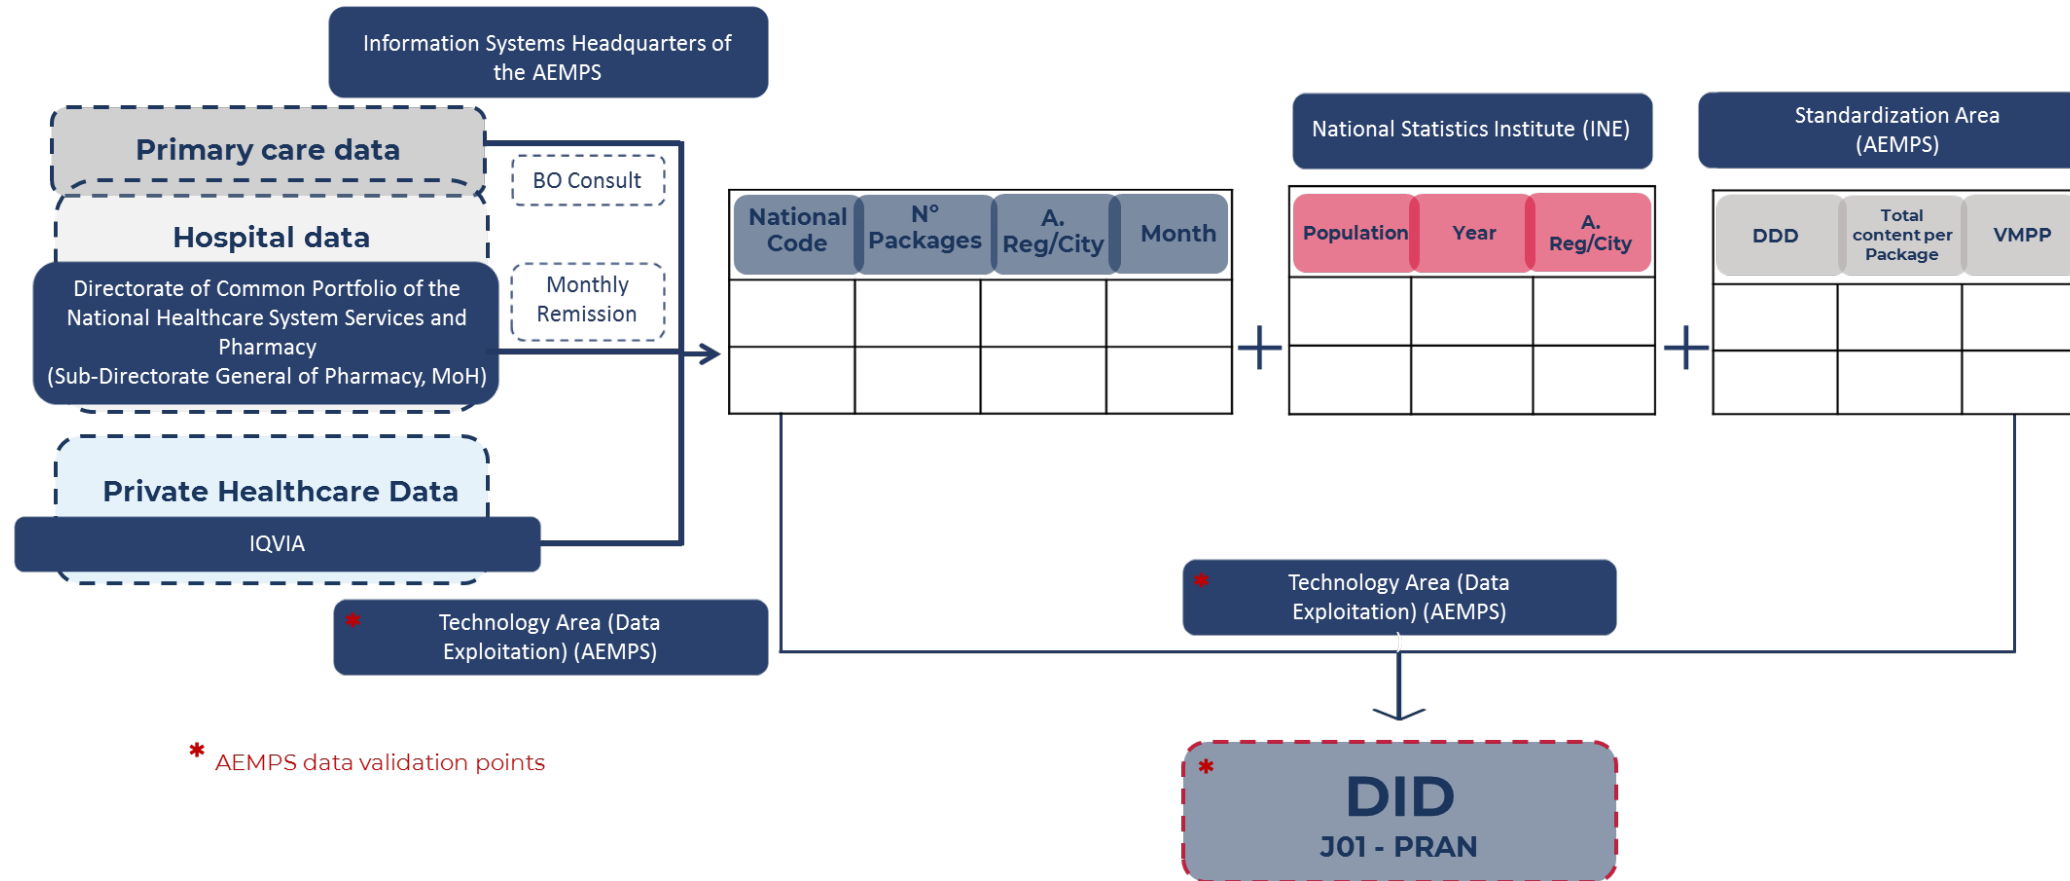 Information Systems Headquarters of
the AEMPS
Primary care data
BO Consult
Hospital data
Directorate of Common Portfolio of the
National Healthcare System Services and
Pharmacy
(Sub-Directorate General of Pharmacy, MoH)
Monthly
Remission
Private Healthcare Data
IQVIA
* Technology Area (Data
Exploitation) (AEMPS)
* AEMPS data validation points
National
Code
N°
Packages
A.
Reg/City
Month
+
National Statistics Institute (INE)
Population
Year
A.
Reg/City
+
Standardization Area
(AEMPS)
DDD
Total
content per
Package
VMPP
* Technology Area (Data
Exploitation) (AEMPS)
* DID
J01 - PRAN